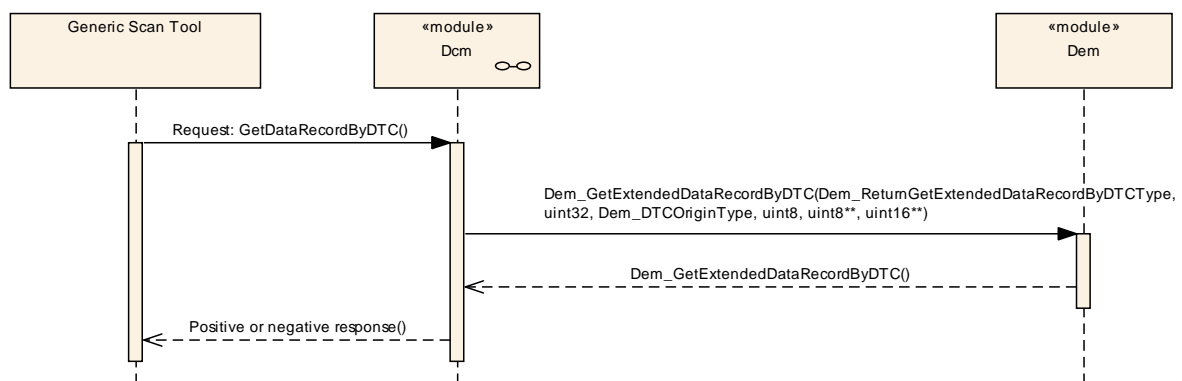 Generic Scan Tool
«module»
Dcm
«module»
Dem
Request: GetDataRecordByDTC()
Dem_GetExtendedDataRecordByDTC(Dem_ReturnGetExtendedDataRecordByDTCType,
uint32, Dem_DTCOriginType, uint8, uint8**, uint16**)
Dem_GetExtendedDataRecordByDTC()
Positive or negative response()